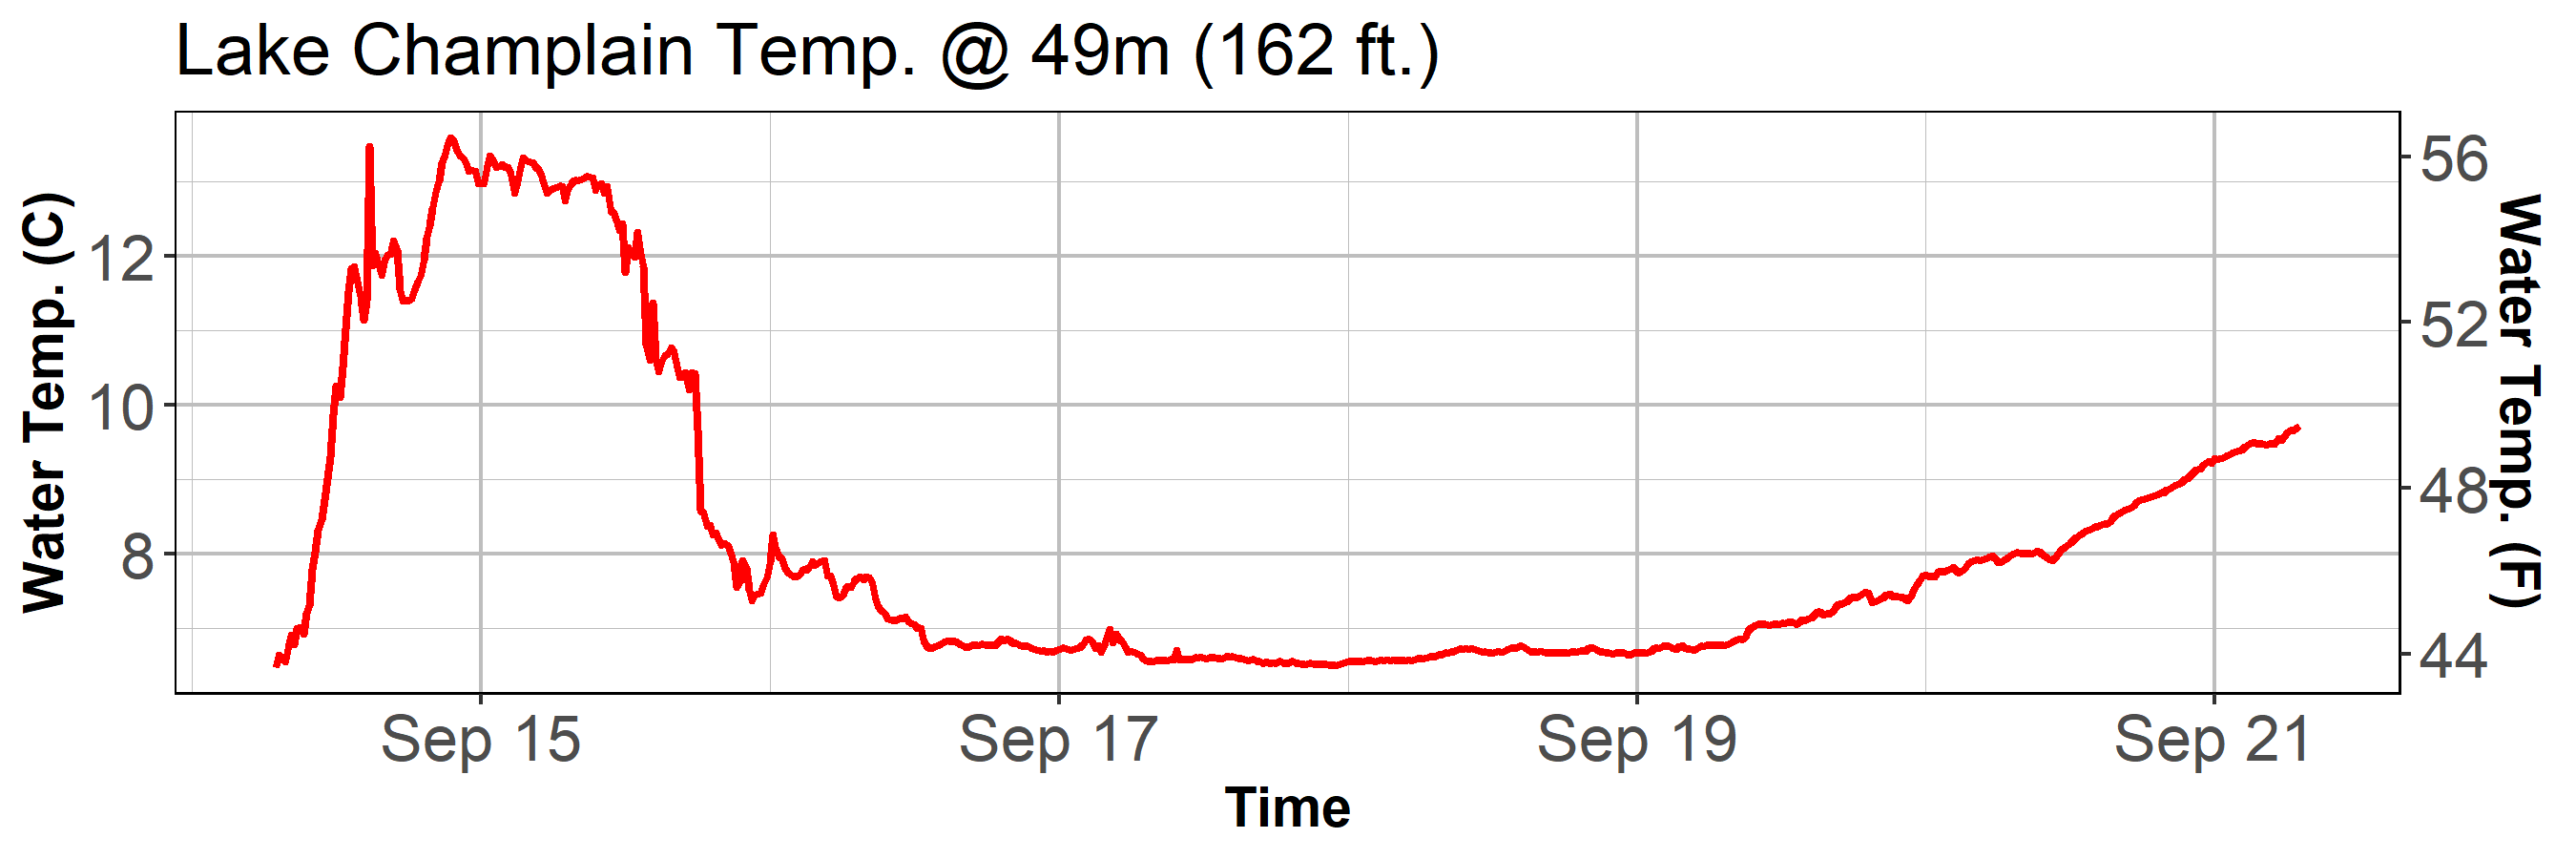 Lake Champlain Temp. @ 49m (162 ft.)
Water Temp. (C)
12
10
8
56
52
48
44
Water Temp. (F)
Sep 15
Sep 17
Sep 19
Sep 21
Time